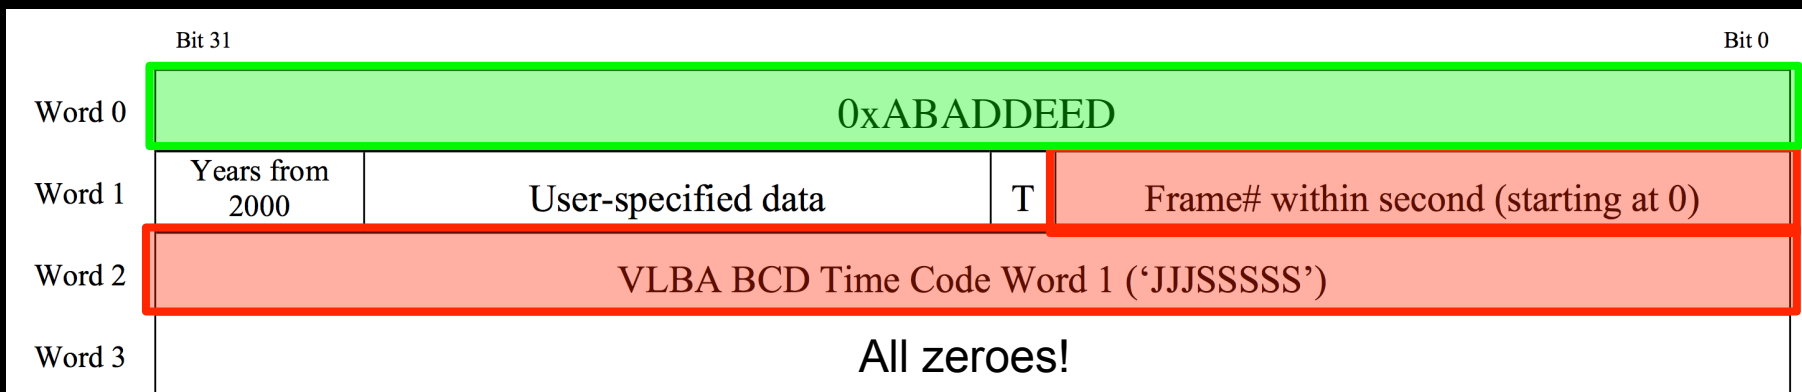 Bit 31 Bit 0
Word 0 0xABADDEED
Word 1 Years from 2000 User-specified data T Frame# within second (starting at 0)
Word 2 VLBA BCD Time Code Word 1 (‘JJJSSSSS’)
Word 3 All zeroes!